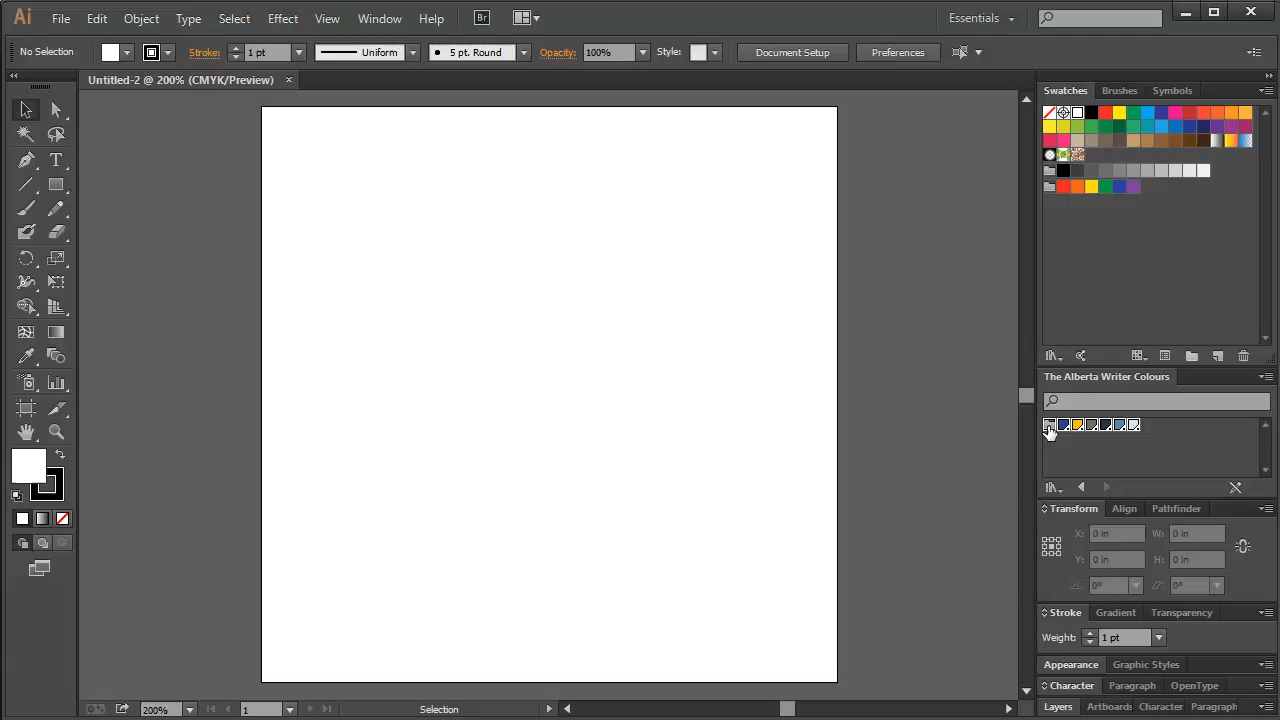 Ai File Edit Object Type Select Effect View Window Help Br Essentials
No Selection Stroke: 1 pt Uniform 5 pt. Round Opacity: 100% Style: Document Setup Preferences
Untitled-2 @ 200% (CMYK/Preview)
Swatches Brushes Symbols
The Alberta Writer Colours
Transform Align Pathfinder
X: 0 in W: 0 in
Y: 0 in H: 0 in
0° 0°
Stroke Gradient Transparency
Weight: 1 pt
Appearance Graphic Styles
Character Paragraph OpenType
Layers Artboards Character Paragraph
200% 1 Selection